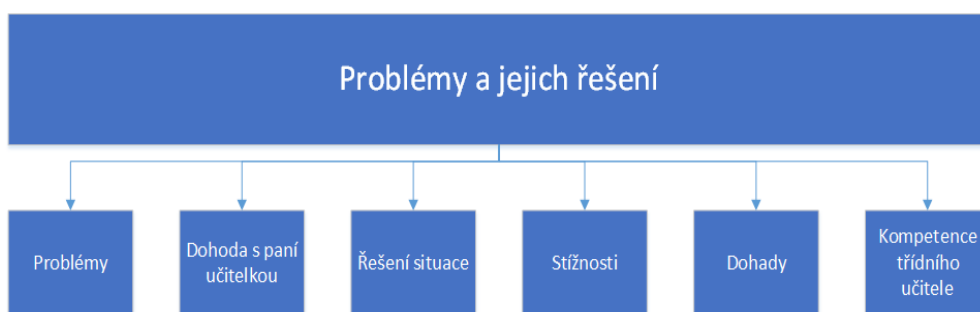 Problémy a jejich řešení
Problémy
Dohoda s paní
učitelkou
Řešení situace
Stížnosti
Dohady
Kompetence
třídního
učitele